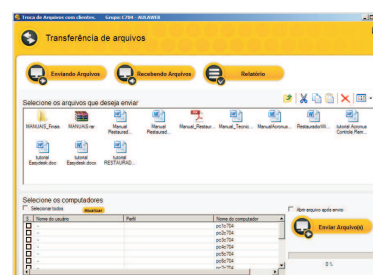 Troca de Arquivos com clientes. Grupo: C704 - AULAWEB
Transferência de arquivos
Enviando Arquivos Recebendo Arquivos Relatório
Selecione os arquivos que deseja enviar
MANUAIS_Finais MANUAIS.rar Manual Restaurad... Manual Restaurad... Manual_Restaur... Manual_Tecnic... ManualAcronus... RestauradorWi... tutorial Acronus Controle Rem...
tutorial Easydesk.doc tutorial Easydesk.docx tutorial RESTAURAD...
Selecione os computadores
Selecionar todos Atualizar Abrir arquivo após envio
S Nome do usuário Perfil Nome do computador
- pc1c704
- pc2c704
- pc3c704
- pc4c704
- pc5c704
- pc6c704
Enviar Arquivo(s)
0 %